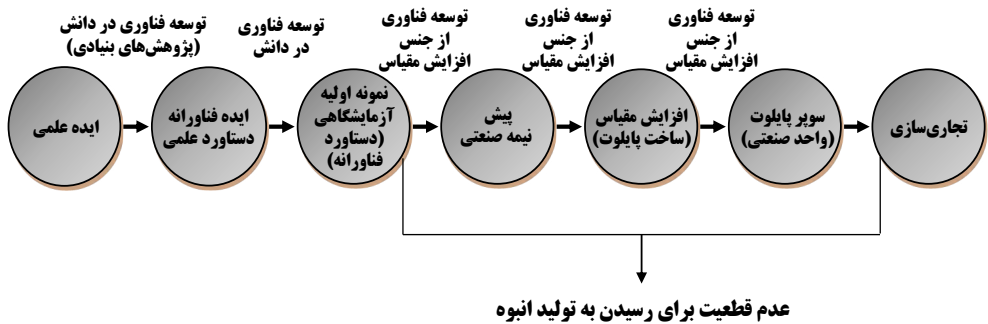 توسعه فناوری در دانش
(پژوهش‌های بنیادی)
توسعه فناوری
در دانش
توسعه فناوری
از جنس
افزایش مقیاس
توسعه فناوری
از جنس
افزایش مقیاس
توسعه فناوری
از جنس
افزایش مقیاس
ایده علمی
ایده فناورانه
دستاورد علمی
نمونه اولیه
آزمایشگاهی
(دستاورد
فناورانه)
پیش
نیمه صنعتی
افزایش مقیاس
(ساخت پایلوت)
سوپر پایلوت
(واحد صنعتی)
تجاری‌سازی
عدم قطعیت برای رسیدن به تولید انبوه